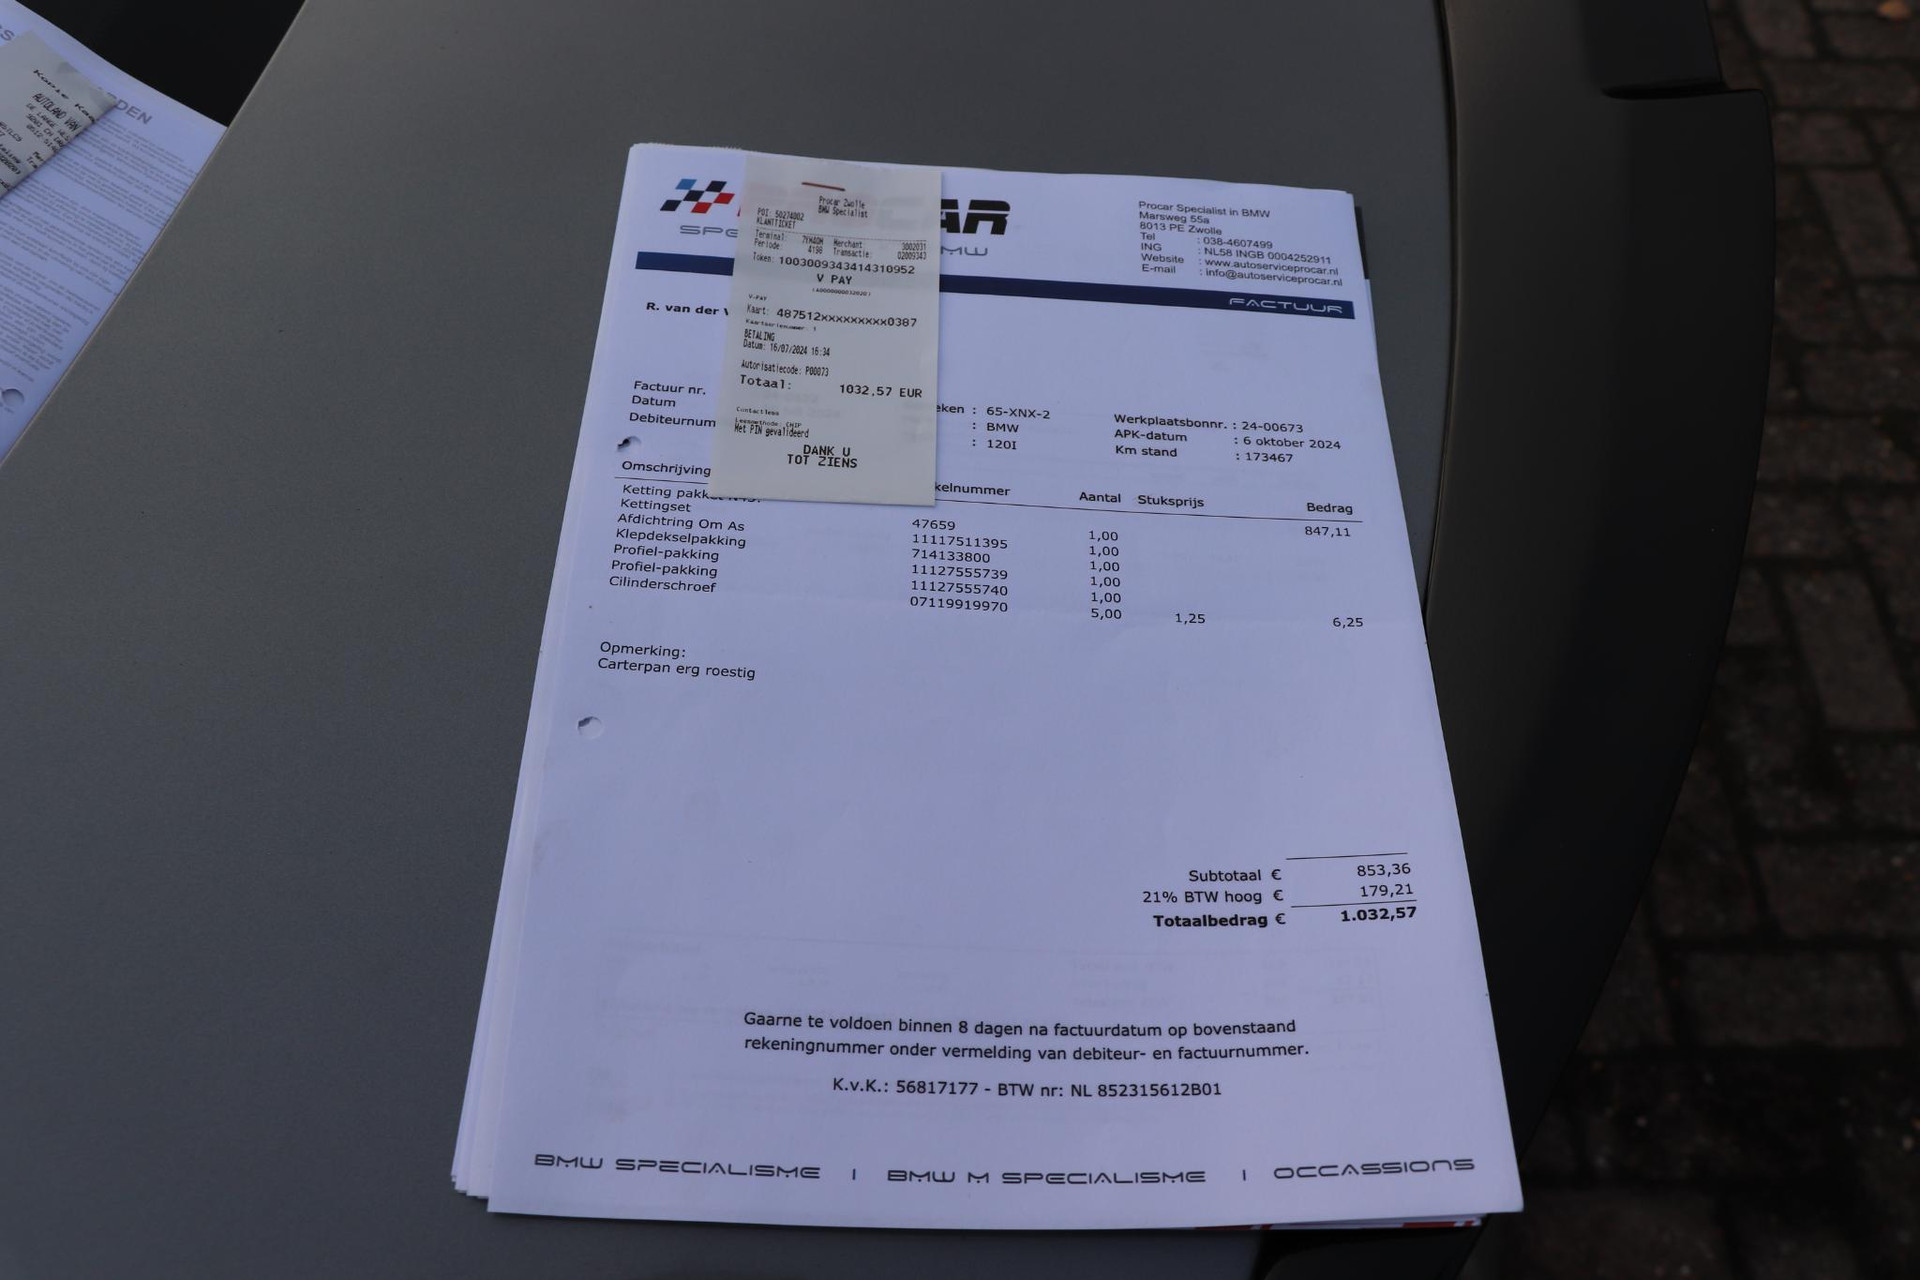 Procar Specialist in BMW
Marsweg 55a
8013 PE Zwolle
Tel : 038-4607499
ING : NL58 INGB 0004252911
Website : www.autoserviceprocar.nl
E-mail : info@autoserviceprocar.nl
FACTUUR
Procar Zwolle
BMW Specialist
POI: 50274002
KLANTTICKET
Terminal: Merchant 3002031
Periode: 4198 Transactie: 02009343
Token: 1003009343414310952
V PAY
V-PAY
Kaart: 487512xxxxxxxxx0387
BETALING
Datum: 16/07/2024 16:34
Autorisatiecode: P00073
Totaal: 1032,57 EUR
Contactless
Leesmethode: CHIP
Met PIN gevalideerd
DANK U
TOT ZIENS
R. van der
Factuur nr. eken : 65-XNX-2 Werkplaatsbonnr. : 24-00673
Datum : BMW APK-datum : 6 oktober 2024
Debiteurnum : 120I Km stand : 173467
Omschrijving kelnummer Aantal Stuksprijs Bedrag
Ketting pakket 847,11
Kettingset 47659 1,00
Afdichtring Om As 11117511395 1,00
Klepdekselpakking 714133800 1,00
Profiel-pakking 11127555739 1,00
Profiel-pakking 11127555740 1,00
Cilinderschroef 07119919970 5,00 1,25 6,25
Opmerking:
Carterpan erg roestig
Subtotaal € 853,36
21% BTW hoog € 179,21
Totaalbedrag € 1.032,57
Gaarne te voldoen binnen 8 dagen na factuurdatum op bovenstaand
rekeningnummer onder vermelding van debiteur- en factuurnummer.
K.v.K.: 56817177 - BTW nr: NL 852315612B01
BMW SPECIALISME | BMW M SPECIALISME | OCCASSIONS